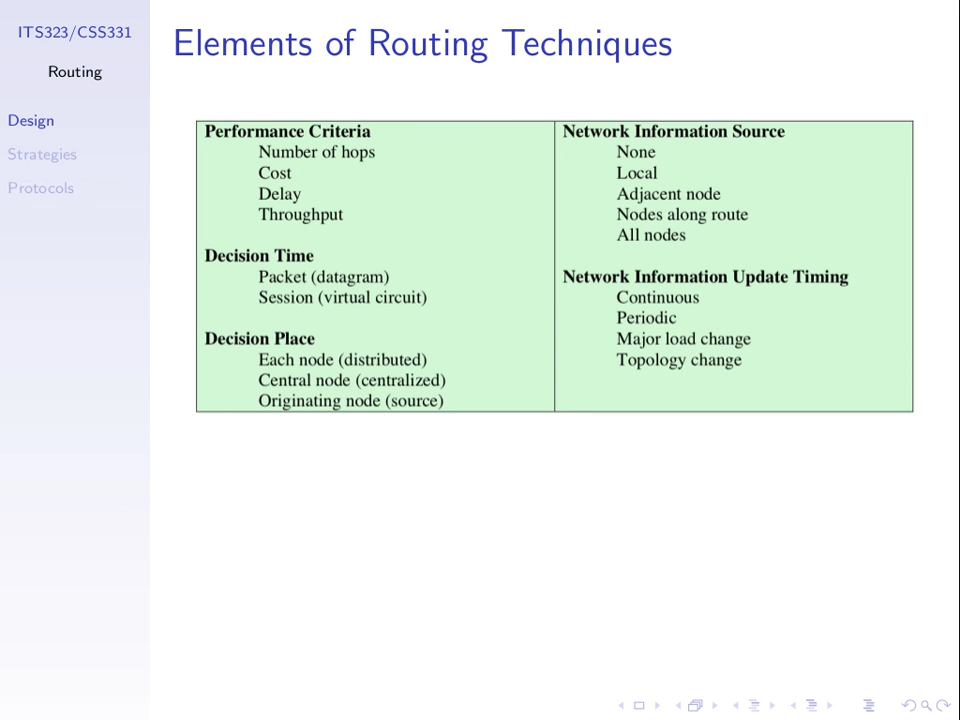 ITS323/CSS331
Routing
Design
Strategies
Protocols
Elements of Routing Techniques
Performance Criteria
Number of hops
Cost
Delay
Throughput
Decision Time
Packet (datagram)
Session (virtual circuit)
Decision Place
Each node (distributed)
Central node (centralized)
Originating node (source)
Network Information Source
None
Local
Adjacent node
Nodes along route
All nodes
Network Information Update Timing
Continuous
Periodic
Major load change
Topology change